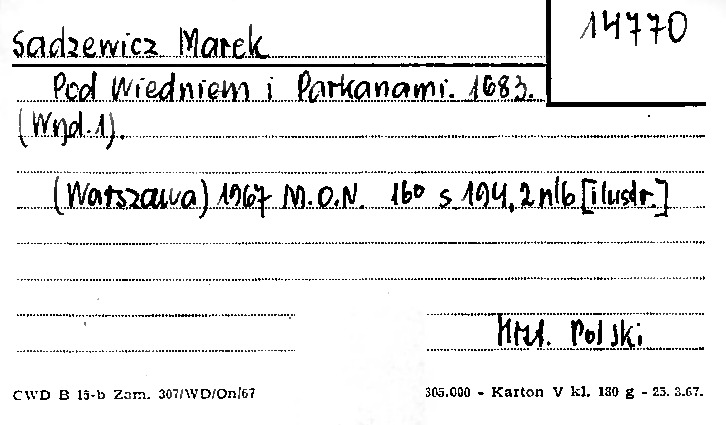 14770
Sadzewicz Marek
Pod Wiedniem i Parkanami. 1683.
(Wyd. 1).
(Warszawa) 1967 M.O.N. 16° s 194, 2 nlb [ilustr.]
Hist. Polski
CWD B 15-b Zam. 307/WD/On/67
305.000 - Karton V kl. 180 g - 25. 3.67.